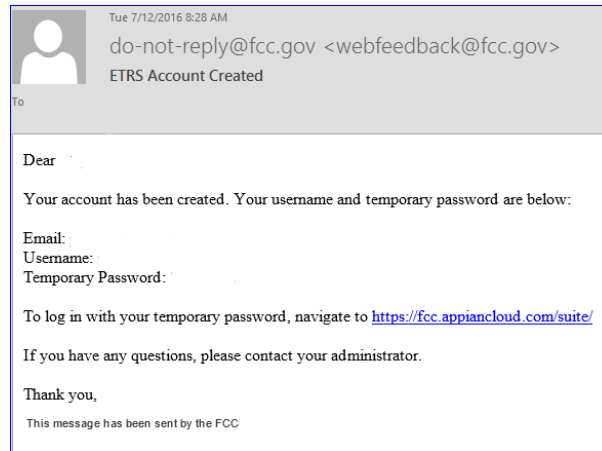 Tue 7/12/2016 8:28 AM
do-not-reply@fcc.gov <webfeedback@fcc.gov>
ETRS Account Created
To
Dear
Your account has been created. Your username and temporary password are below:
Email:
Username:
Temporary Password:
To log in with your temporary password, navigate to https://fcc.appiancloud.com/suite/
If you have any questions, please contact your administrator.
Thank you,
This message has been sent by the FCC